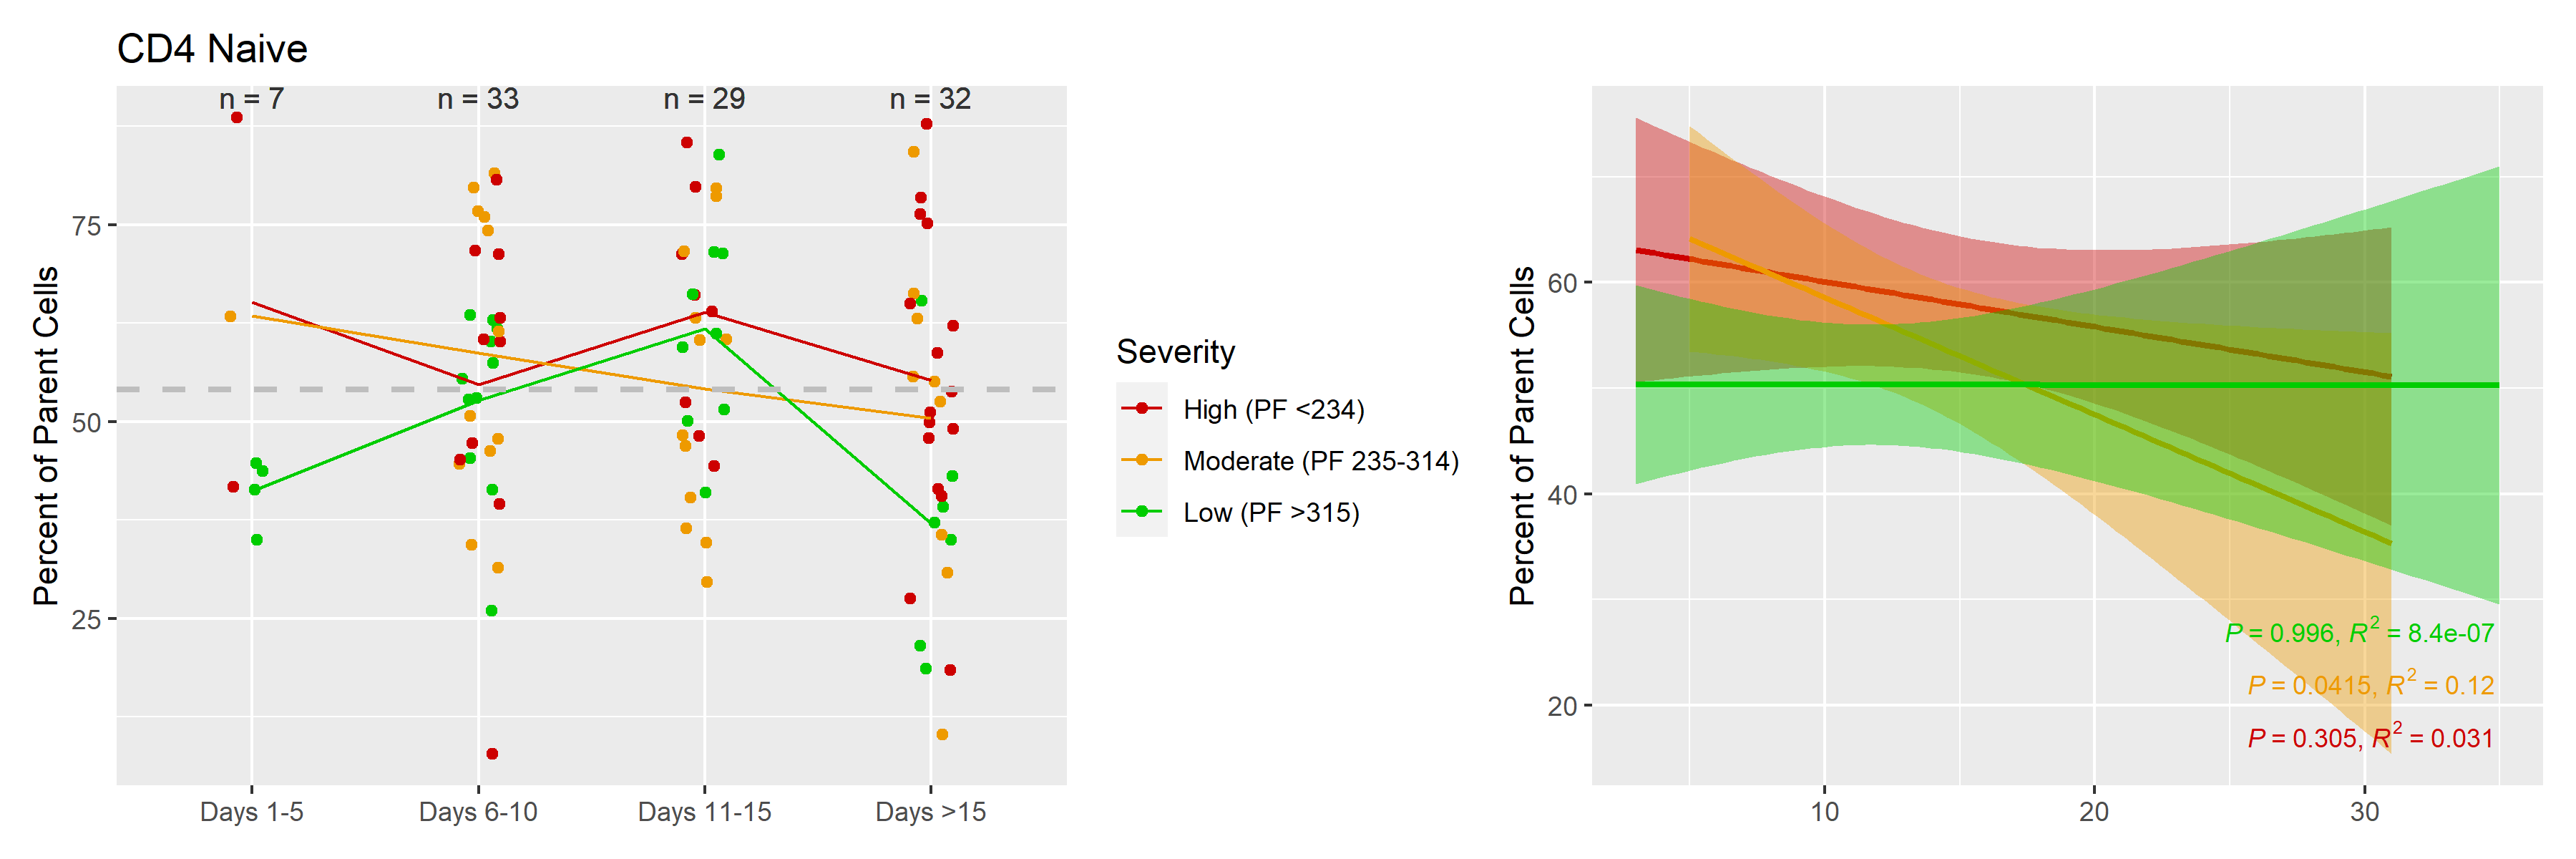 CD4 Naive
n = 7
n = 33
n = 29
n = 32
Percent of Parent Cells
75
50
25
Days 1-5
Days 6-10
Days 11-15
Days >15
Severity
High (PF <234)
Moderate (PF 235-314)
Low (PF >315)
Percent of Parent Cells
60
40
20
P = 0.996, R² = 8.4e-07
P = 0.0415, R² = 0.12
P = 0.305, R² = 0.031
10
20
30